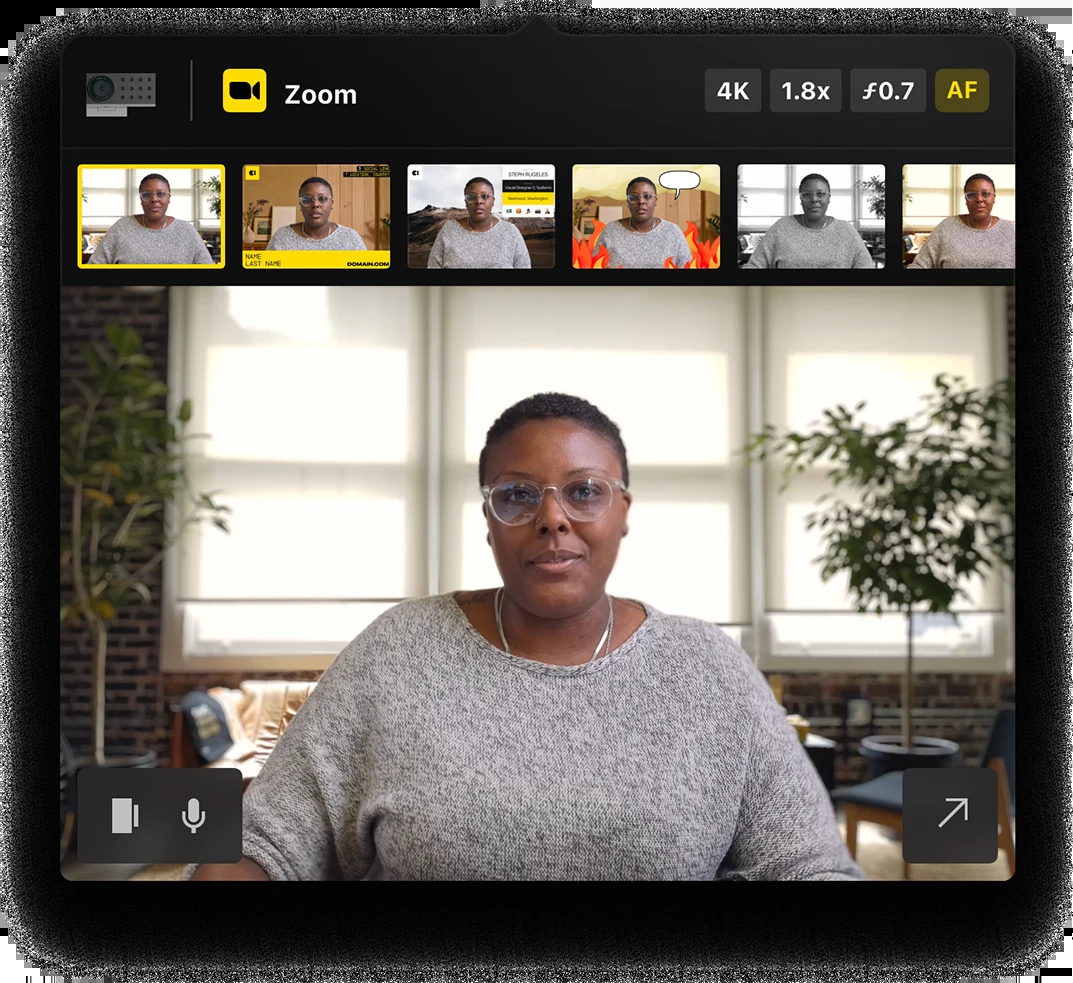 Zoom
4K
1.8x
ƒ0.7
AF
NAME
LAST NAME
DOMAIN.COM
STEPH RUGELES
Visual Designer II, Systems
Redmond, Washington